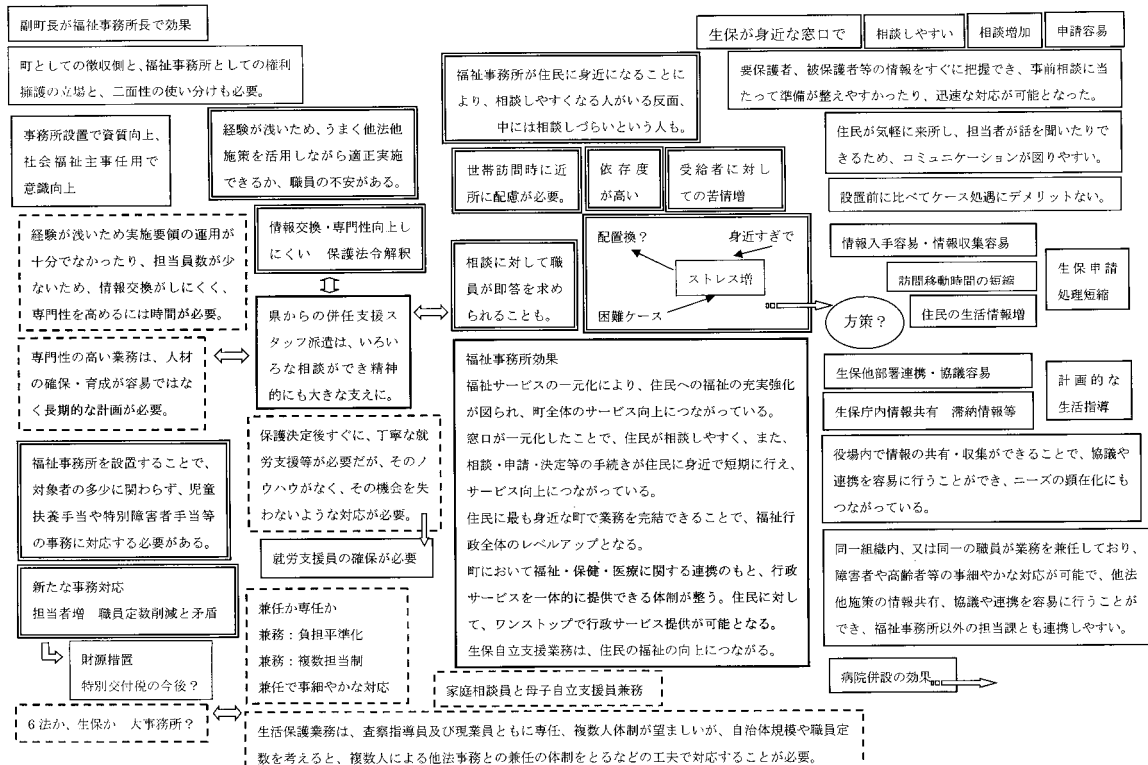 副町長が福祉事務所長で効果
町としての徴収側と、福祉事務所としての権利
擁護の立場と、二面性の使い分けも必要。
事務所設置で資質向上、
社会福祉主事任用で
意識向上
経験が浅いため、うまく他法他
施策を活用しながら適正実施
できるか、職員の不安がある。
経験が浅いため実施要領の運用が
十分でなかったり、担当員数が少
ないため、情報交換がしにくく、
専門性を高めるには時間が必要。
情報交換・専門性向上し
にくい　保護法令解釈
専門性の高い業務は、人材
の確保・育成が容易ではな
く長期的な計画が必要。
県からの併任支援ス
タッフ派遣は、いろい
ろな相談ができ精神
的にも大きな支えに。
福祉事務所を設置することで、
対象者の多少に関わらず、児童
扶養手当や特別障害者手当等
の事務に対応する必要がある。
保護決定後すぐに、丁寧な就
労支援等が必要だが、そのノ
ウハウがなく、その機会を失
わないような対応が必要。
就労支援員の確保が必要
新たな事務対応
担当者増　職員定数削減と矛盾
財源措置
特別交付税の今後？
兼任か専任か
兼務：負担平準化
兼務：複数担当制
兼任で事細やかな対応
6法か、生保か　大事務所？
生活保護業務は、査察指導員及び現業員ともに専任、複数人体制が望ましいが、自治体規模や職員定
数を考えると、複数人による他法事務との兼任の体制をとるなどの工夫で対応することが必要。
福祉事務所が住民に身近になることに
より、相談しやすくなる人がいる反面、
中には相談しづらいという人も。
世帯訪問時に近
所に配慮が必要。
依存度
が高い
受給者に対し
ての苦情増
相談に対して職
員が即答を求め
られることも。
配置換？
身近すぎで
ストレス増
困難ケース
方策？
福祉事務所効果
福祉サービスの一元化により、住民への福祉の充実強化
が図られ、町全体のサービス向上につながっている。
窓口が一元化したことで、住民が相談しやすく、また、
相談・申請・決定等の手続きが住民に身近で短期に行え、
サービス向上につながっている。
住民に最も身近な町で業務を完結できることで、福祉行
政全体のレベルアップとなる。
町において福祉・保健・医療に関する連携のもと、行政
サービスを一体的に提供できる体制が整う。住民に対し
て、ワンストップで行政サービス提供が可能となる。
生保自立支援業務は、住民の福祉の向上につながる。
家庭相談員と母子自立支援員兼務
生保が身近な窓口で
相談しやすい
相談増加
申請容易
要保護者、被保護者等の情報をすぐに把握でき、事前相談に当
たって準備が整えやすかったり、迅速な対応が可能となった。
住民が気軽に来所し、担当者が話を聞いたりで
きるため、コミュニケーションが図りやすい。
設置前に比べてケース処遇にデメリットない。
情報入手容易・情報収集容易
訪問移動時間の短縮
住民の生活情報増
生保申請
処理短縮
生保他部署連携・協議容易
生保庁内情報共有　滞納情報等
計画的な
生活指導
役場内で情報の共有・収集ができることで、協議や
連携を容易に行うことができ、ニーズの顕在化にも
つながっている。
同一組織内、又は同一の職員が業務を兼任しており、
障害者や高齢者等の事細やかな対応が可能で、他法
他施策の情報共有、協議や連携を容易に行うことが
でき、福祉事務所以外の担当課とも連携しやすい。
病院併設の効果